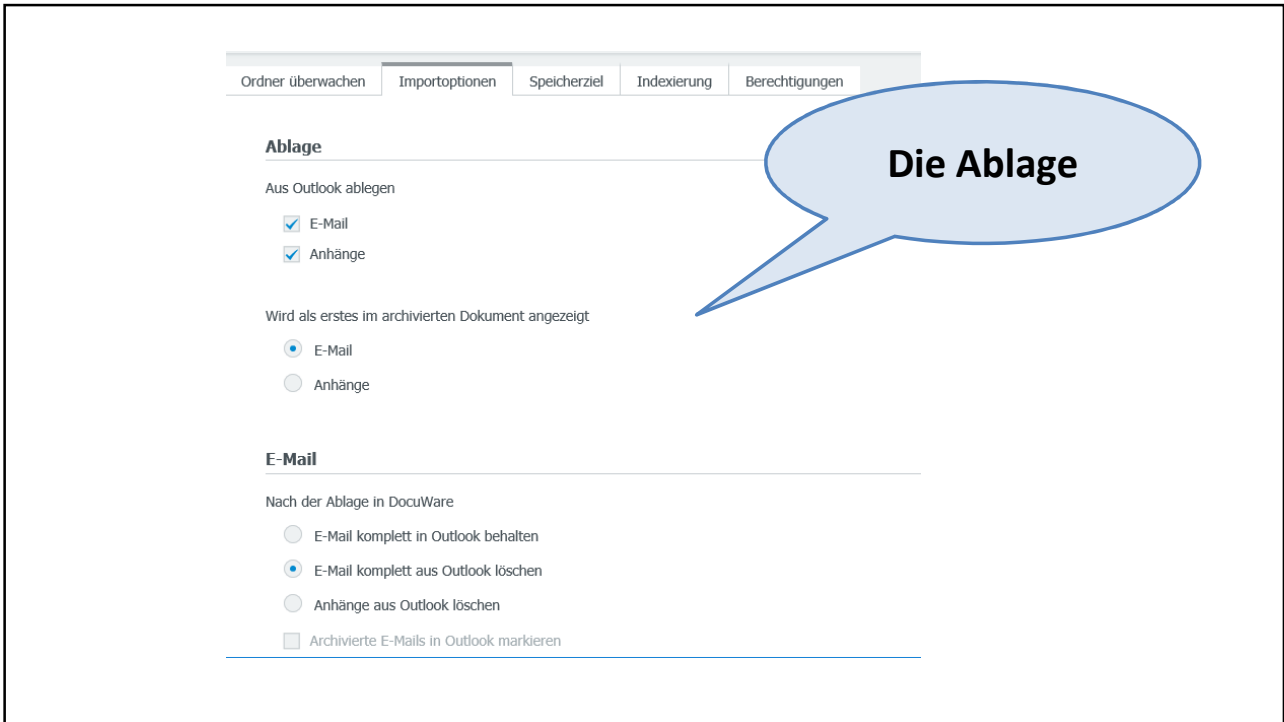 Ordner überwachen Importoptionen Speicherziel Indexierung Berechtigungen
Die Ablage
Ablage
Aus Outlook ablegen
E-Mail
Anhänge
Wird als erstes im archivierten Dokument angezeigt
E-Mail
Anhänge
E-Mail
Nach der Ablage in DocuWare
E-Mail komplett in Outlook behalten
E-Mail komplett aus Outlook löschen
Anhänge aus Outlook löschen
Archivierte E-Mails in Outlook markieren